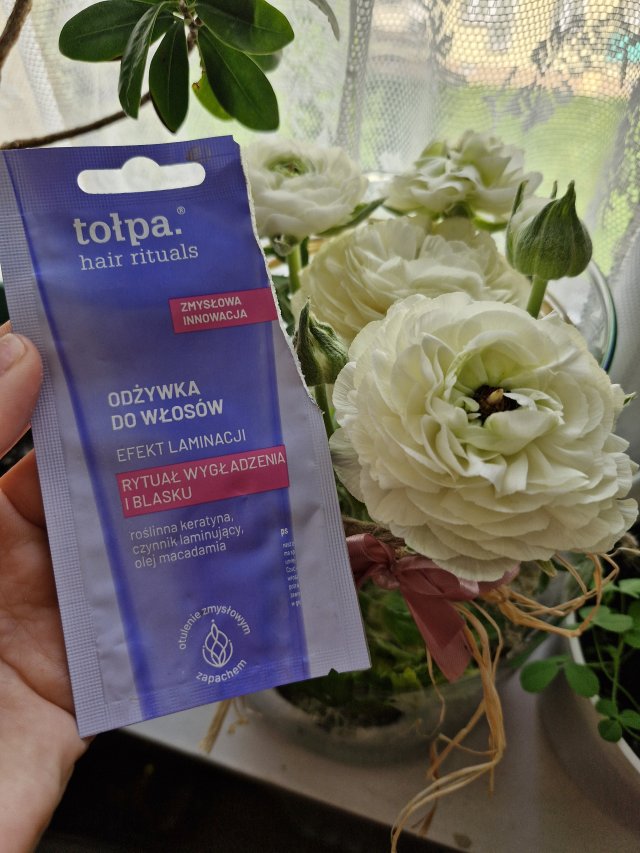 tołpa.®
hair rituals
ZMYSŁOWA
INNOWACJA
ODŻYWKA
DO WŁOSÓW
EFEKT LAMINACJI
RYTUAŁ WYGŁADZENIA
I BLASKU
roślinna keratyna,
czynnik laminujący,
olej macadamia
otulenie zmysłowym
zapachem